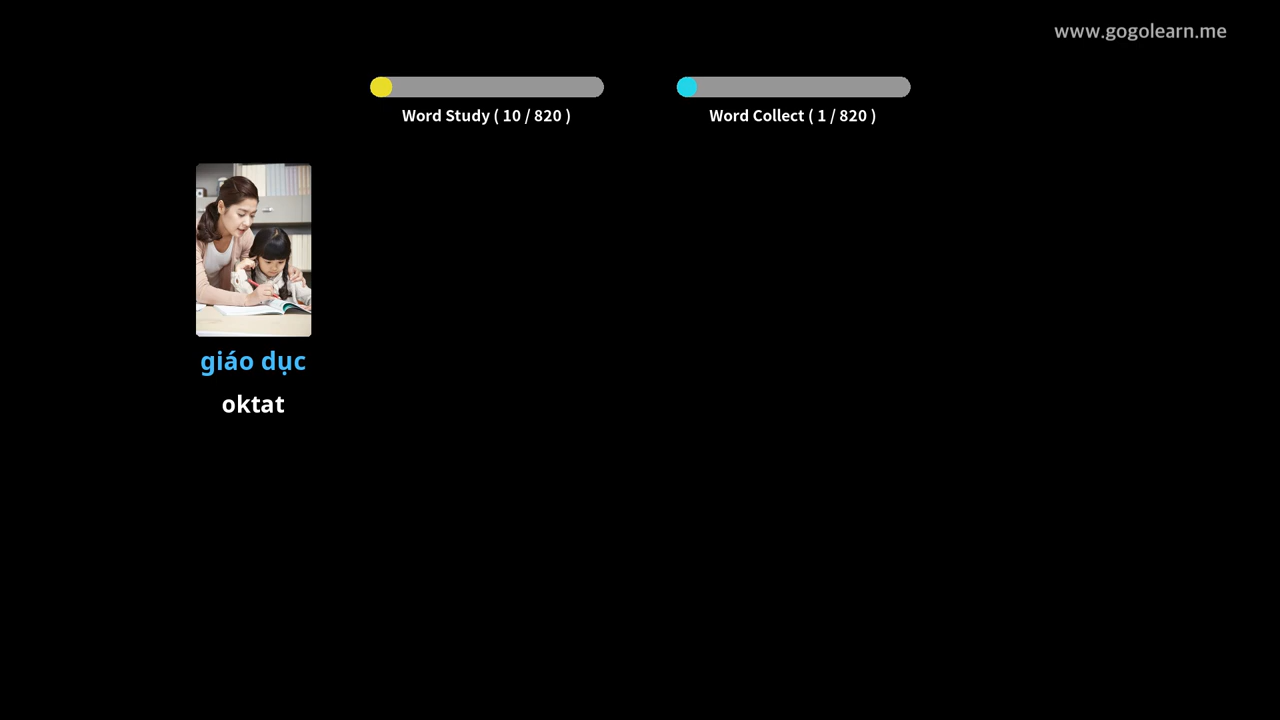 www.gogolearn.me
Word Study ( 10 / 820 )
Word Collect ( 1 / 820 )
giáo dục
oktat